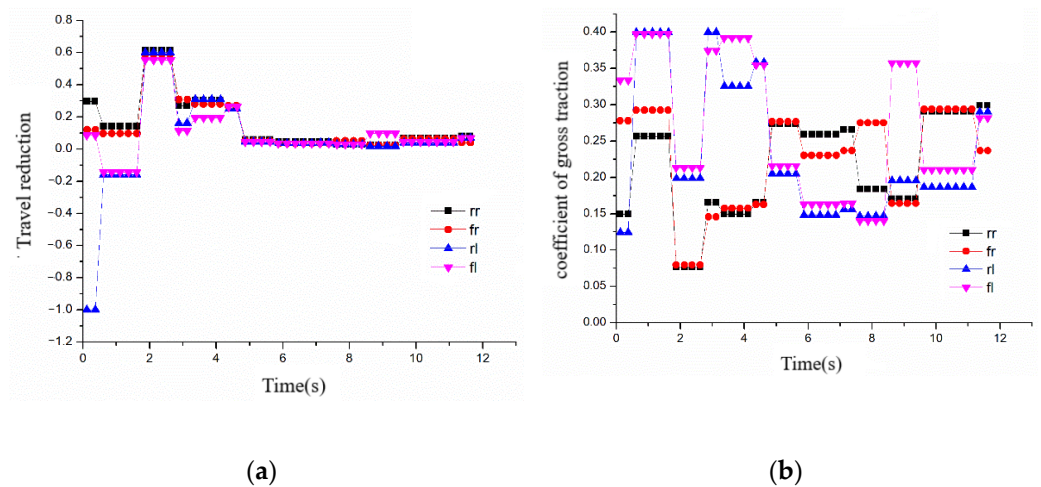 0.8
0.6
0.4
0.2
0.0
−0.2
−0.4
−0.6
−0.8
−1.0
−1.2
Travel reduction
0 2 4 6 8 10 12
Time(s)
rr
fr
rl
fl
(a)
0.40
0.35
0.30
0.25
0.20
0.15
0.10
0.05
0.00
coefficient of gross traction
0 2 4 6 8 10 12
Time(s)
rr
fr
rl
fl
(b)